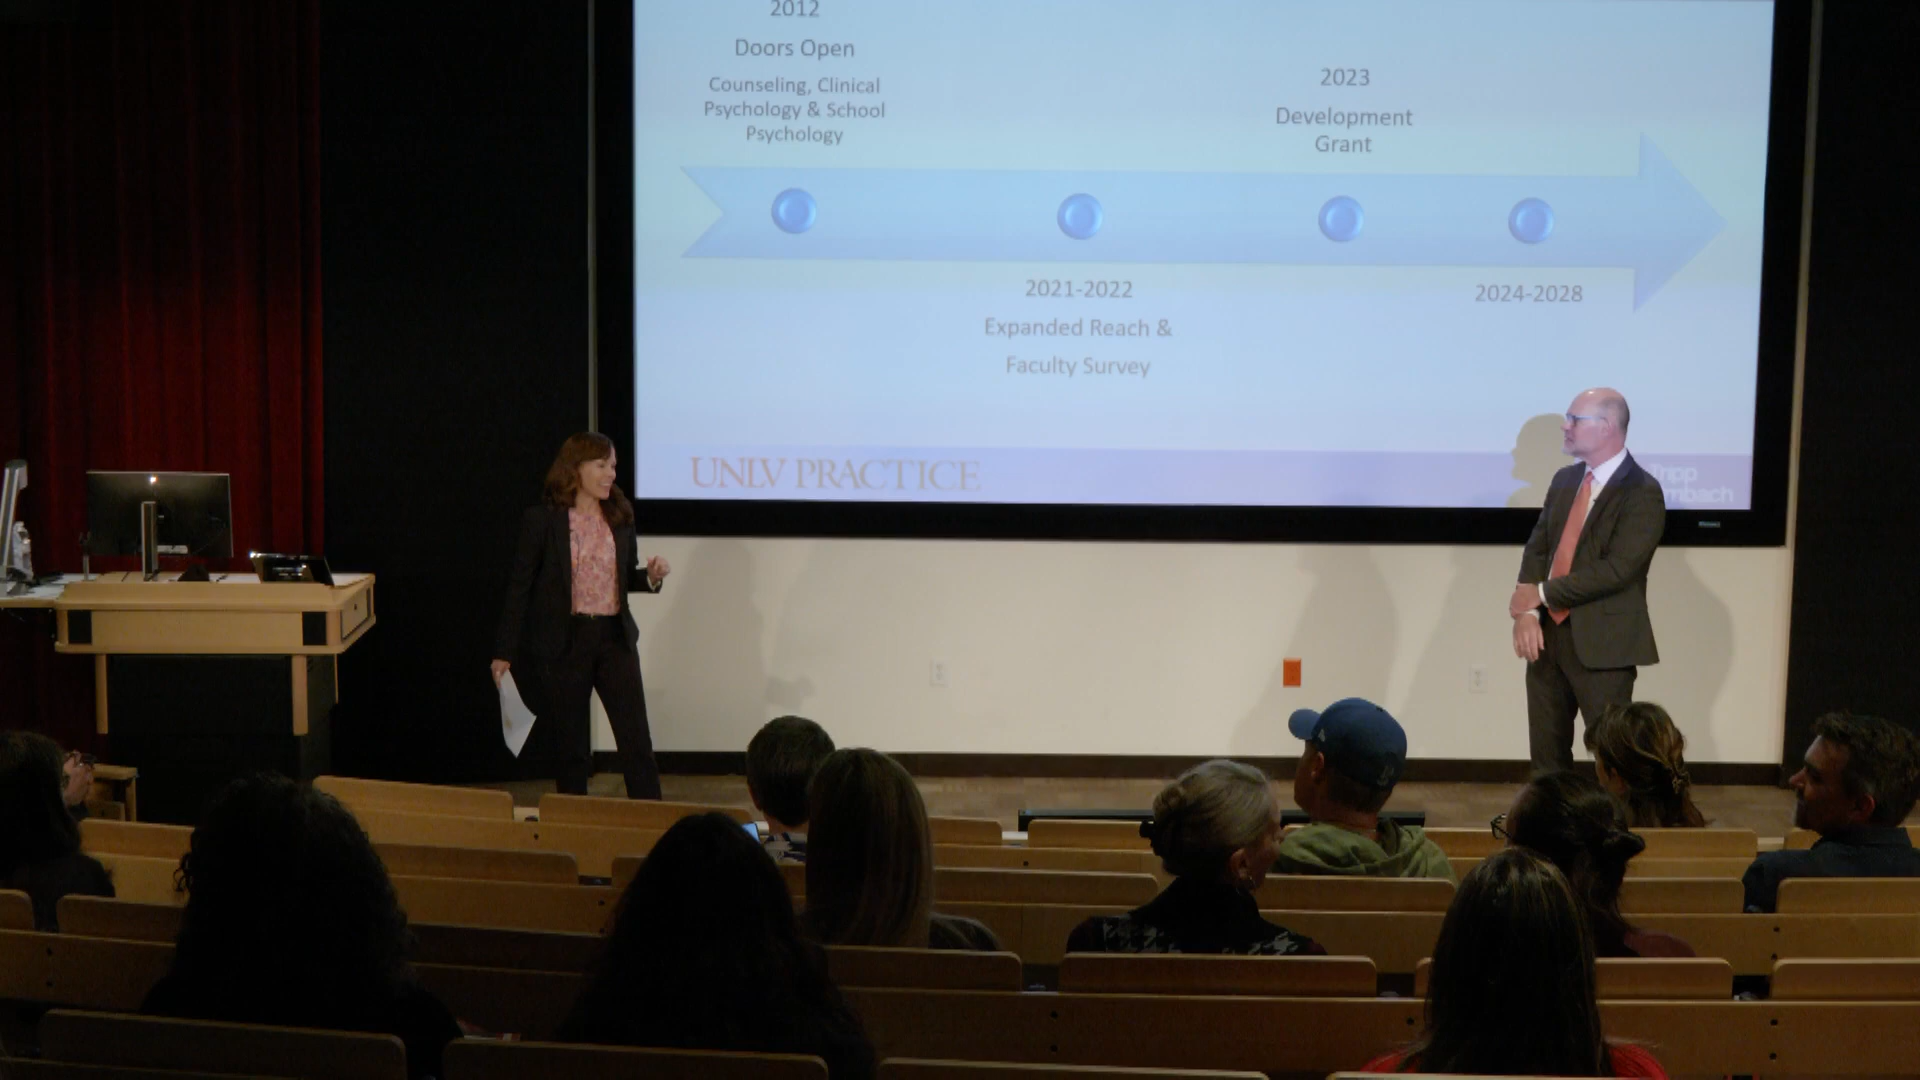 2012
Doors Open
Counseling, Clinical
Psychology & School
Psychology
2023
Development
Grant
2021-2022
Expanded Reach &
Faculty Survey
2024-2028
UNLV PRACTICE
Tripp